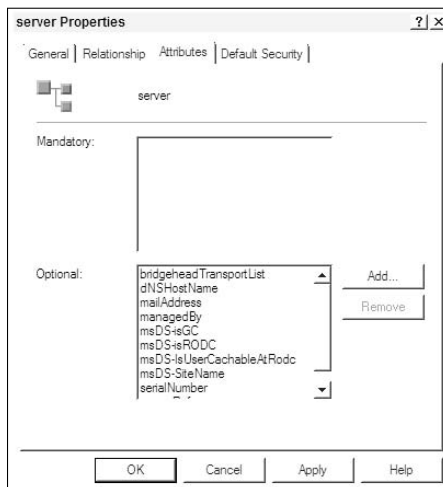 server Properties
? ×
General Relationship Attributes Default Security
server
Mandatory:
Optional:
bridgeheadTransportList
dNSHostName
mailAddress
managedBy
msDS-isGC
msDS-isRODC
msDS-IsUserCachableAtRodc
msDS-SiteName
serialNumber
Add...
Remove
OK Cancel Apply Help